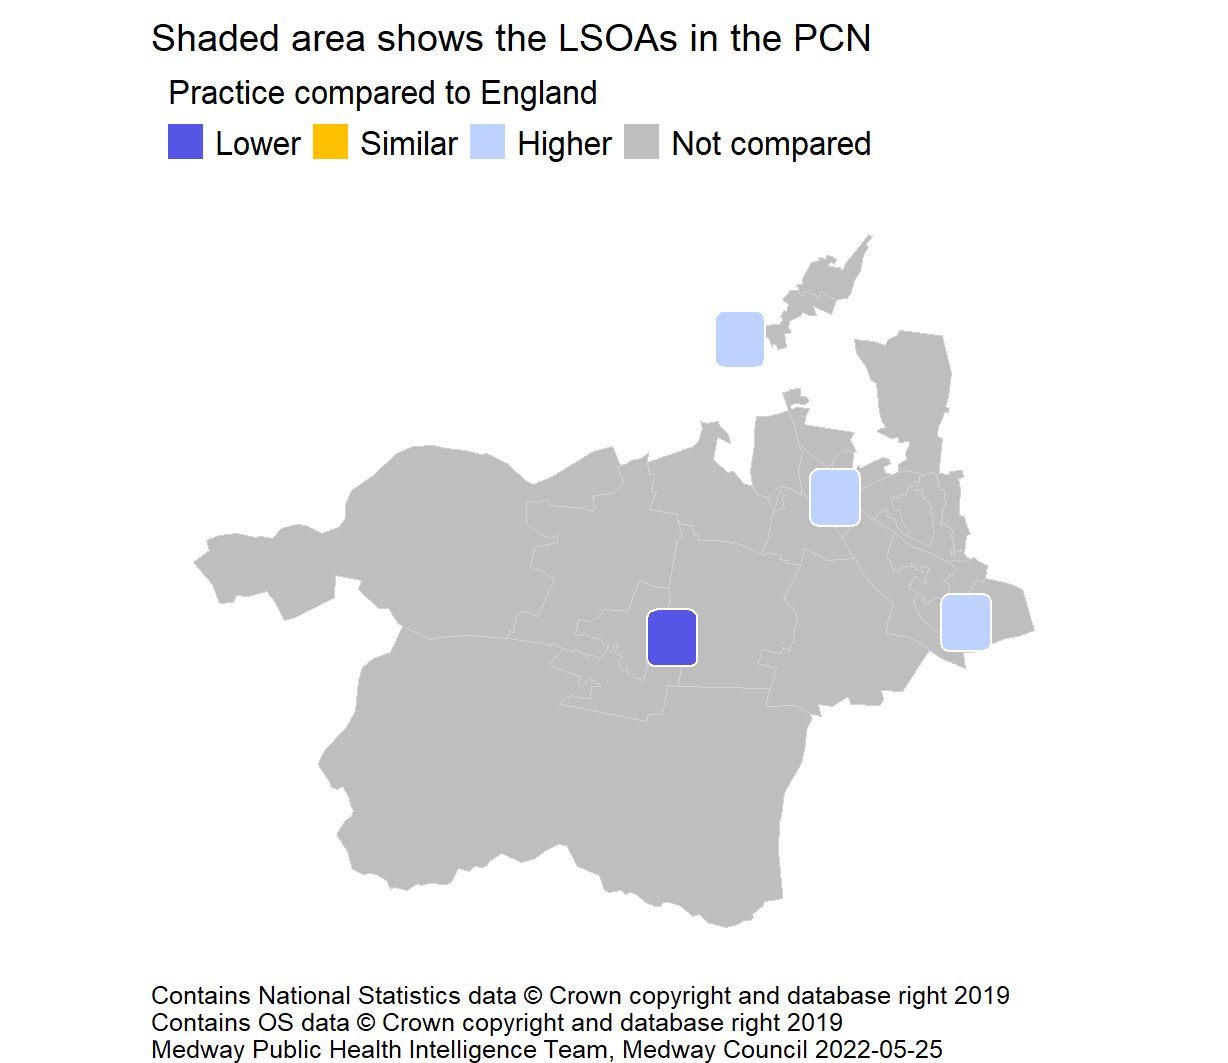 Shaded area shows the LSOAs in the PCN
Practice compared to England
Lower Similar Higher Not compared
Contains National Statistics data © Crown copyright and database right 2019
Contains OS data © Crown copyright and database right 2019
Medway Public Health Intelligence Team, Medway Council 2022-05-25